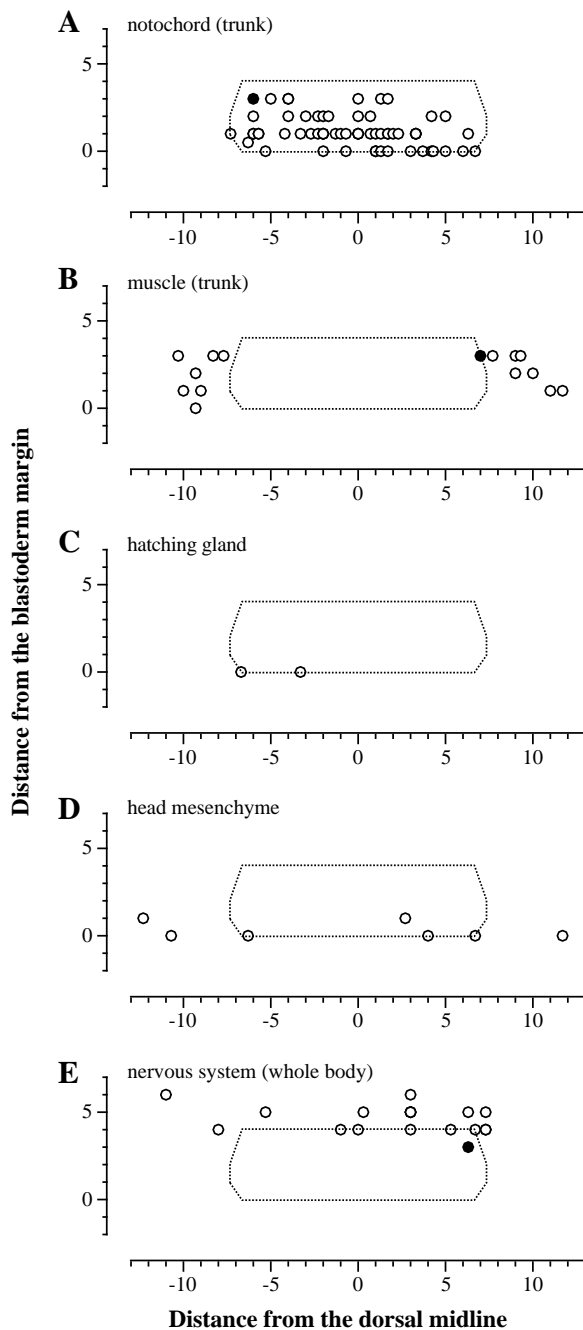 A
notochord (trunk)
5
0
-10 -5 0 5 10
B
muscle (trunk)
5
0
-10 -5 0 5 10
C
hatching gland
5
0
-10 -5 0 5 10
D
head mesenchyme
5
0
-10 -5 0 5 10
E
nervous system (whole body)
5
0
-10 -5 0 5 10
Distance from the blastoderm margin
Distance from the dorsal midline